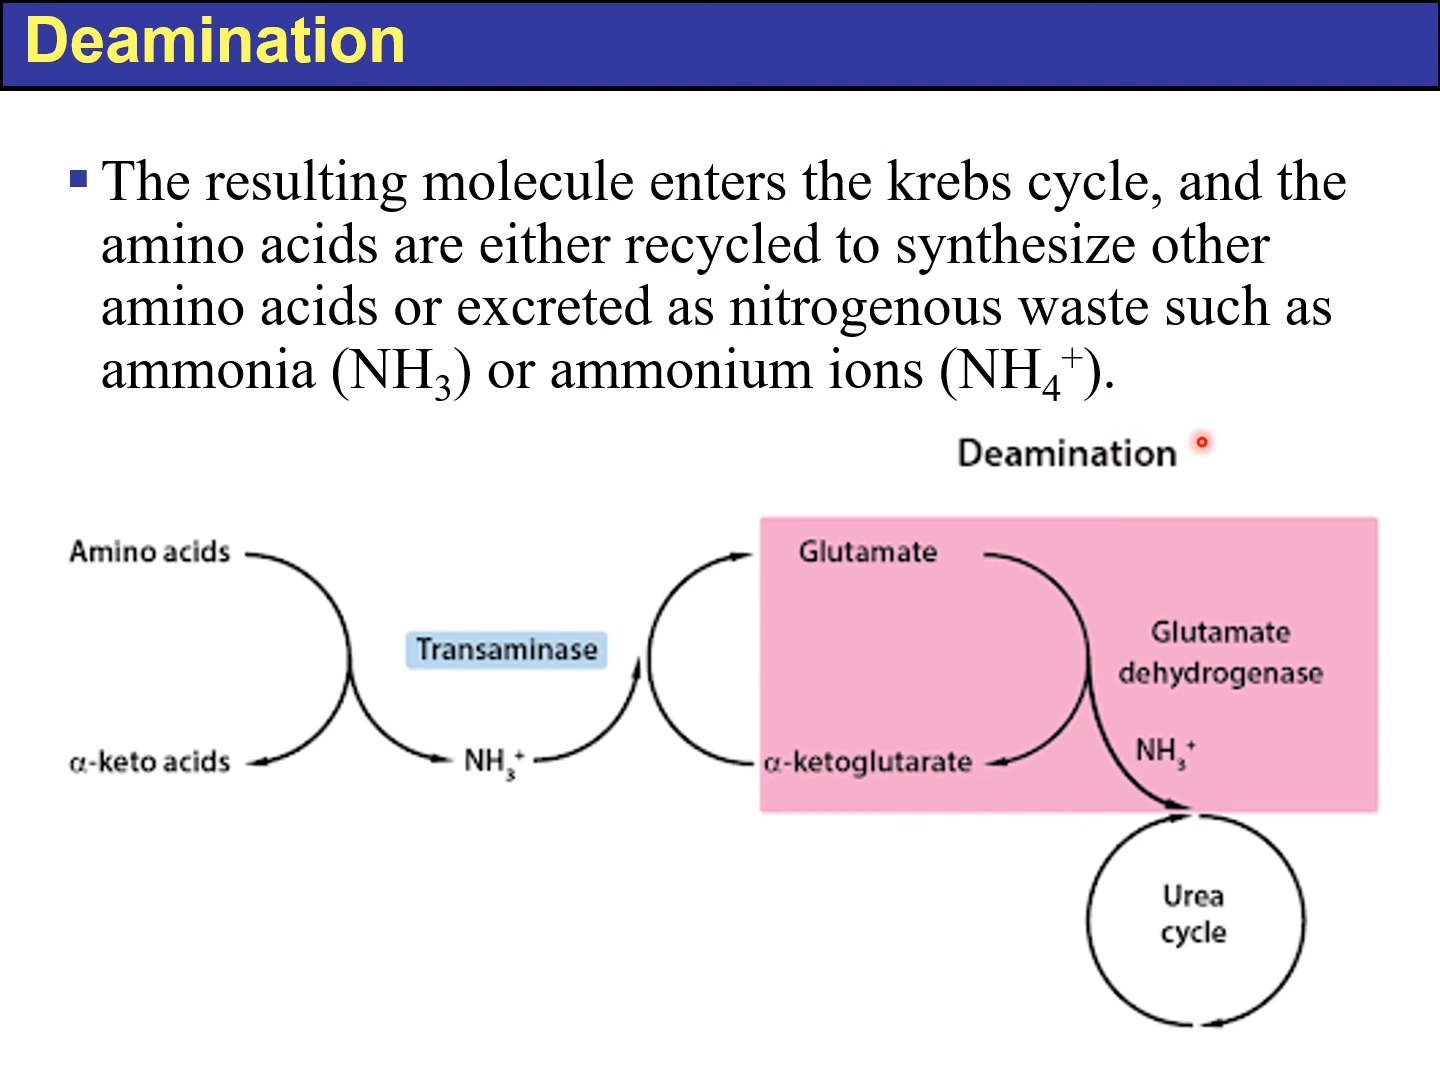 Deamination
▪ The resulting molecule enters the krebs cycle, and the
amino acids are either recycled to synthesize other
amino acids or excreted as nitrogenous waste such as
ammonia (NH₃) or ammonium ions (NH₄⁺).
Deamination
Amino acids
Glutamate
Transaminase
Glutamate
dehydrogenase
α-keto acids
NH₃⁺
α-ketoglutarate
NH₃⁺
Urea
cycle